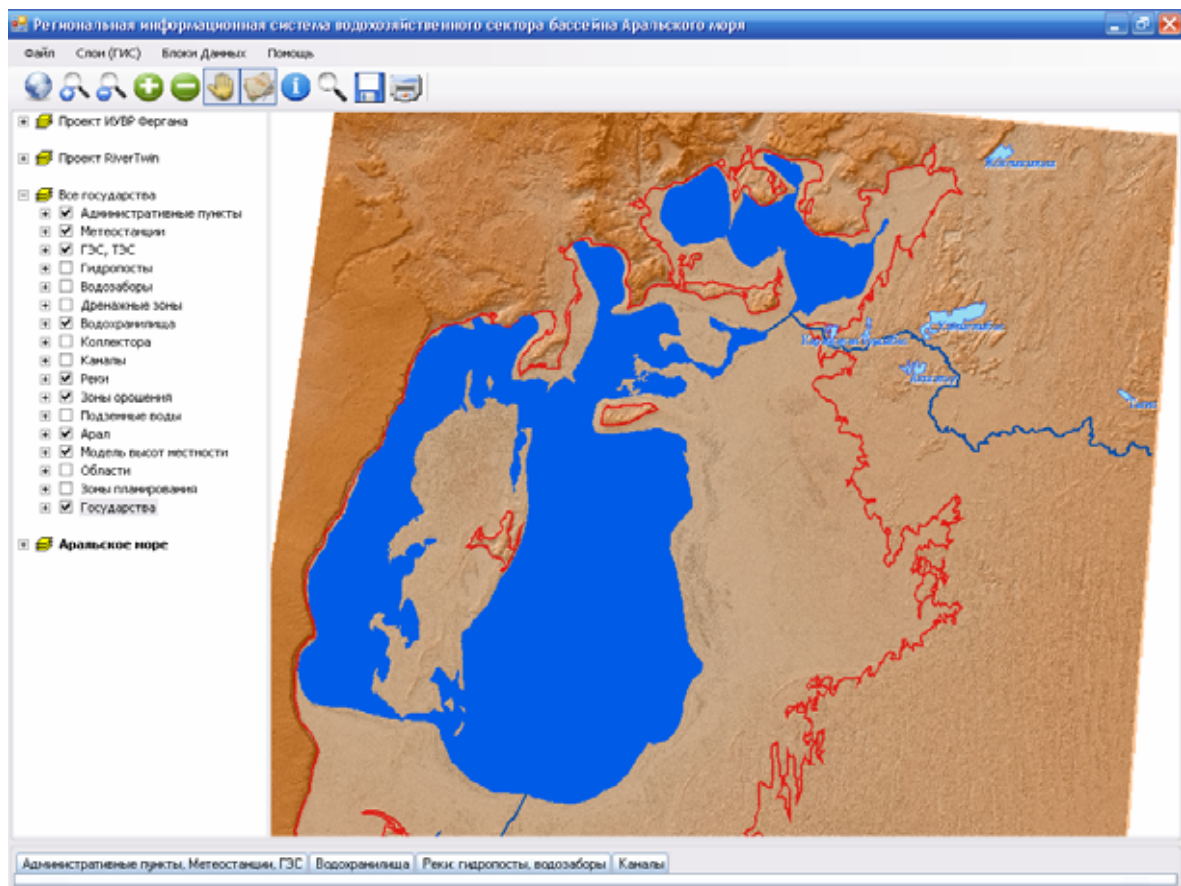 Региональная информационная система водохозяйственного сектора бассейна Аральского моря
Файл Слои (ГИС) Блоки Данных Помощь
Проект ИУВР Фергана
Проект RiverTwin
Все государства
Административные пункты
Метеостанции
ГЭС, ТЭС
Гидропосты
Водозаборы
Дренажные зоны
Водохранилища
Коллектора
Каналы
Реки
Зоны орошения
Подземные воды
Арал
Модель высот местности
Области
Зоны планирования
Государства
Аральское море
Административные пункты, Метеостанции, ГЭС Водохранилища Реки: гидропосты, водозаборы Каналы